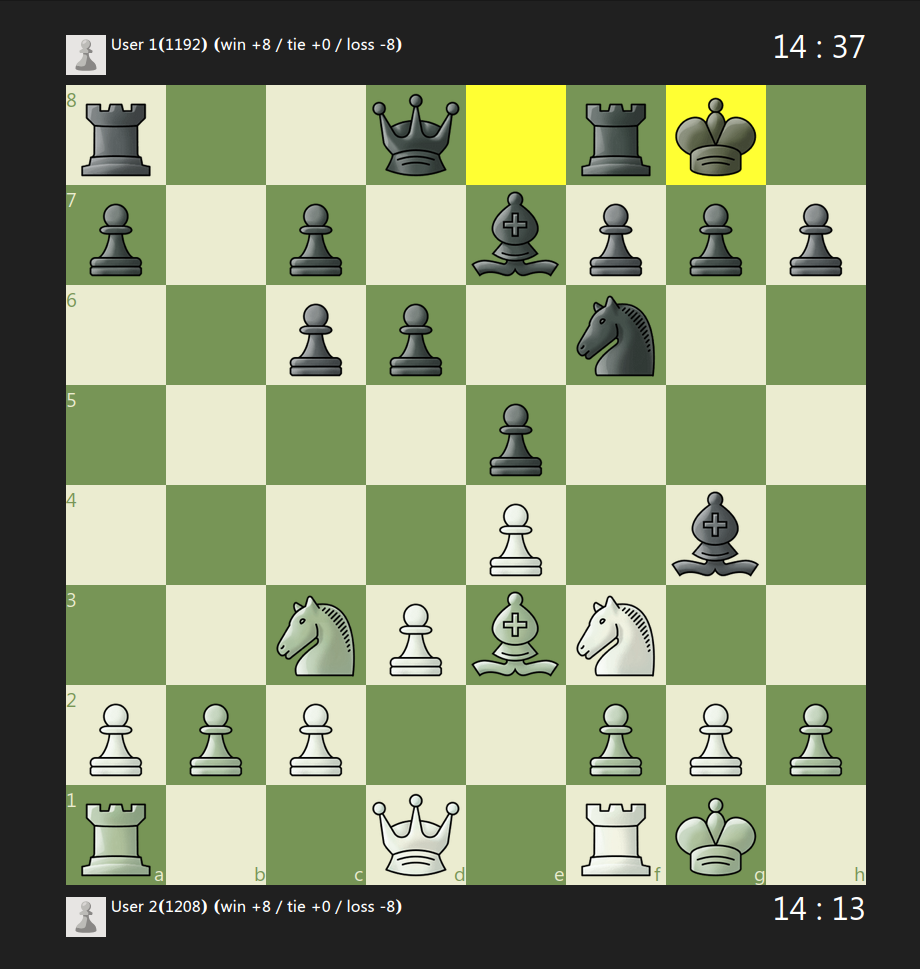 User 1(1192) (win +8 / tie +0 / loss -8)
14 : 37
8
7
6
5
4
3
2
1
a b c d e f g h
User 2(1208) (win +8 / tie +0 / loss -8)
14 : 13